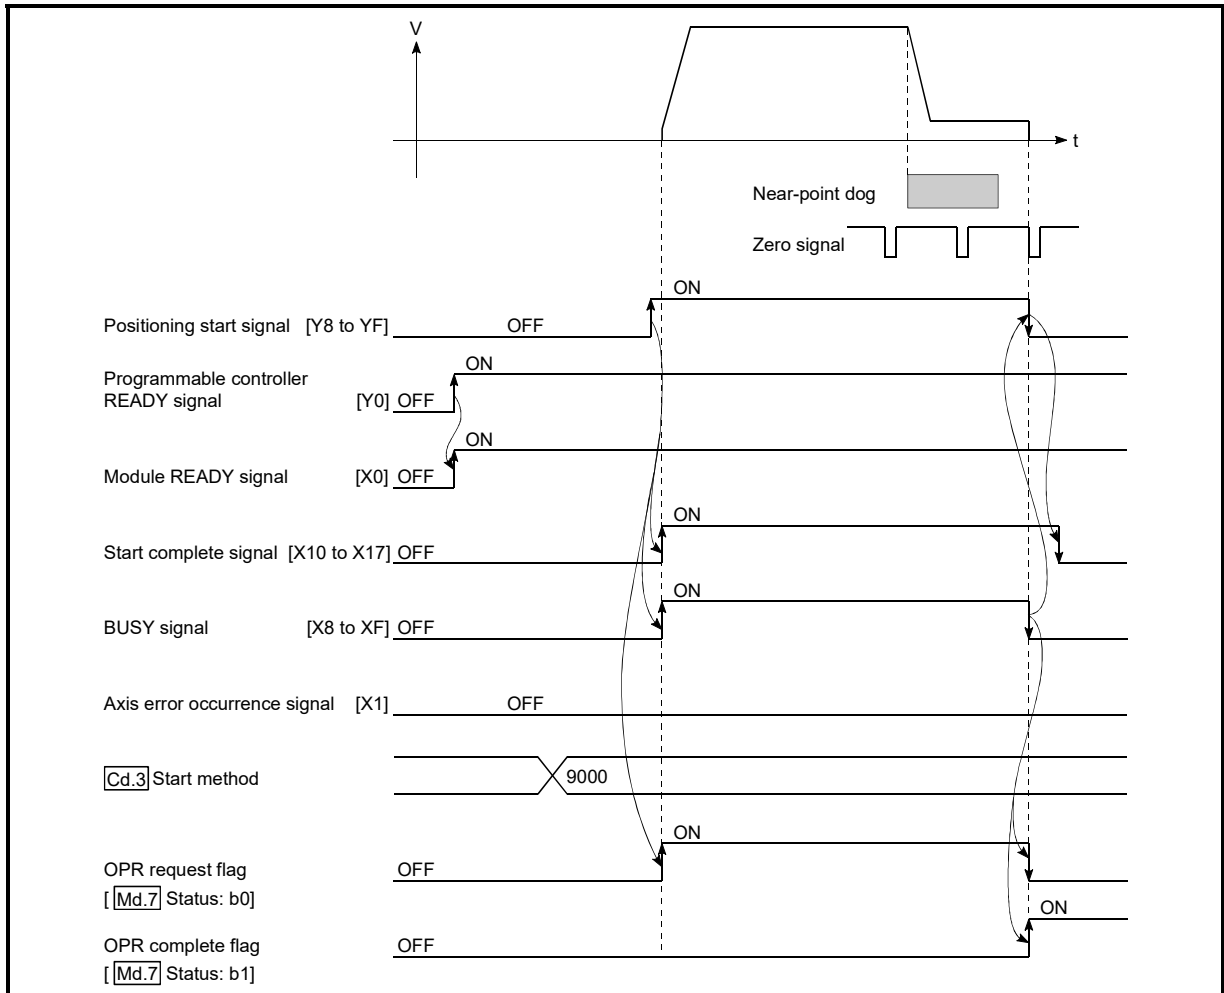 V
t
Near-point dog
Zero signal
ON
Positioning start signal [Y8 to YF] OFF
ON
Programmable controller
READY signal [Y0] OFF
ON
Module READY signal [X0] OFF
ON
Start complete signal [X10 to X17] OFF
ON
BUSY signal [X8 to XF] OFF
Axis error occurrence signal [X1] OFF
Cd.3 Start method 9000
ON
OPR request flag OFF
[ Md.7 Status: b0]
ON
OPR complete flag OFF
[ Md.7 Status: b1]